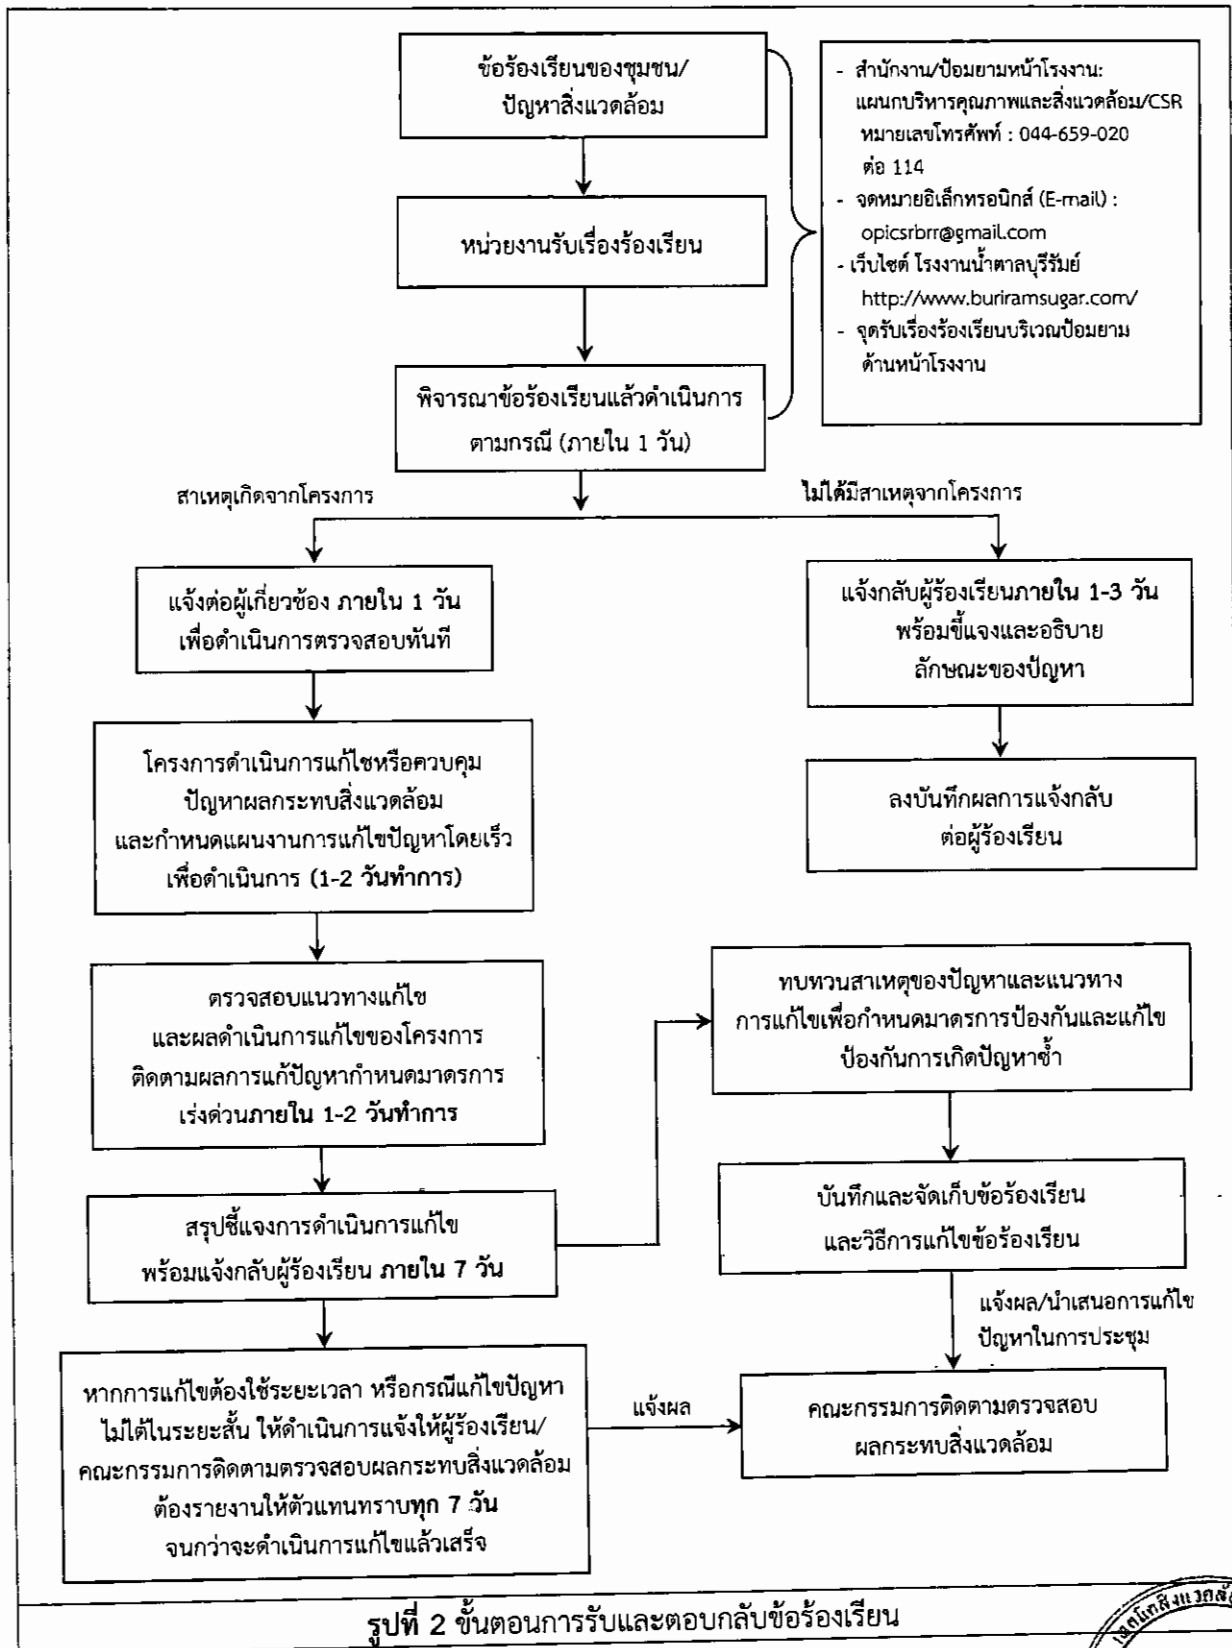 ข้อร้องเรียนของชุมชน/
ปัญหาสิ่งแวดล้อม
- สำนักงาน/ป้อมยามหน้าโรงงาน:
แผนกบริหารคุณภาพและสิ่งแวดล้อม/CSR
หมายเลขโทรศัพท์ : 044-659-020
ต่อ 114
- จดหมายอิเล็กทรอนิกส์ (E-mail) :
opicsrbrr@gmail.com
- เว็บไซต์ โรงงานน้ำตาลบุรีรัมย์
http://www.buriramsugar.com/
- จุดรับเรื่องร้องเรียนบริเวณป้อมยาม
ด้านหน้าโรงงาน
หน่วยงานรับเรื่องร้องเรียน
พิจารณาข้อร้องเรียนแล้วดำเนินการ
ตามกรณี (ภายใน 1 วัน)
สาเหตุเกิดจากโครงการ
ไม่ได้มีสาเหตุจากโครงการ
แจ้งต่อผู้เกี่ยวข้อง ภายใน 1 วัน
เพื่อดำเนินการตรวจสอบทันที
แจ้งกลับผู้ร้องเรียนภายใน 1-3 วัน
พร้อมชี้แจงและอธิบาย
ลักษณะของปัญหา
โครงการดำเนินการแก้ไขหรือควบคุม
ปัญหาผลกระทบสิ่งแวดล้อม
และกำหนดแผนงานการแก้ไขปัญหาโดยเร็ว
เพื่อดำเนินการ (1-2 วันทำการ)
ลงบันทึกผลการแจ้งกลับ
ต่อผู้ร้องเรียน
ตรวจสอบแนวทางแก้ไข
และผลดำเนินการแก้ไขของโครงการ
ติดตามผลการแก้ปัญหากำหนดมาตรการ
เร่งด่วนภายใน 1-2 วันทำการ
ทบทวนสาเหตุของปัญหาและแนวทาง
การแก้ไขเพื่อกำหนดมาตรการป้องกันและแก้ไข
ป้องกันการเกิดปัญหาซ้ำ
สรุปชี้แจงการดำเนินการแก้ไข
พร้อมแจ้งกลับผู้ร้องเรียน ภายใน 7 วัน
บันทึกและจัดเก็บข้อร้องเรียน
และวิธีการแก้ไขข้อร้องเรียน
แจ้งผล/นำเสนอการแก้ไข
ปัญหาในการประชุม
หากการแก้ไขต้องใช้ระยะเวลา หรือกรณีแก้ไขปัญหา
ไม่ได้ในระยะสั้น ให้ดำเนินการแจ้งให้ผู้ร้องเรียน/
คณะกรรมการติดตามตรวจสอบผลกระทบสิ่งแวดล้อม
ต้องรายงานให้ตัวแทนทราบทุก 7 วัน
จนกว่าจะดำเนินการแก้ไขแล้วเสร็จ
แจ้งผล
คณะกรรมการติดตามตรวจสอบ
ผลกระทบสิ่งแวดล้อม
รูปที่ 2 ขั้นตอนการรับและตอบกลับข้อร้องเรียน